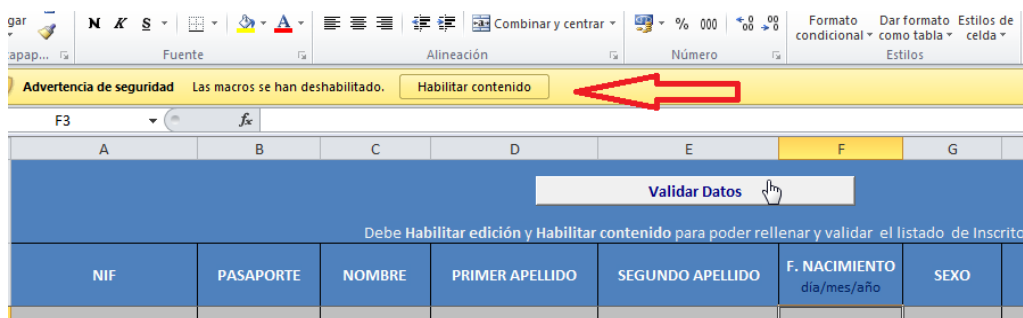 gar
N K S A
Combinar y centrar
% 000
Formato condicional
Dar formato como tabla
Estilos de celda
apap... Fuente Alineación Número Estilos
Advertencia de seguridad Las macros se han deshabilitado. Habilitar contenido
F3 fx
A B C D E F G
Validar Datos
Debe Habilitar edición y Habilitar contenido para poder rellenar y validar el listado de Inscrito
NIF PASAPORTE NOMBRE PRIMER APELLIDO SEGUNDO APELLIDO F. NACIMIENTO SEXO
día/mes/año